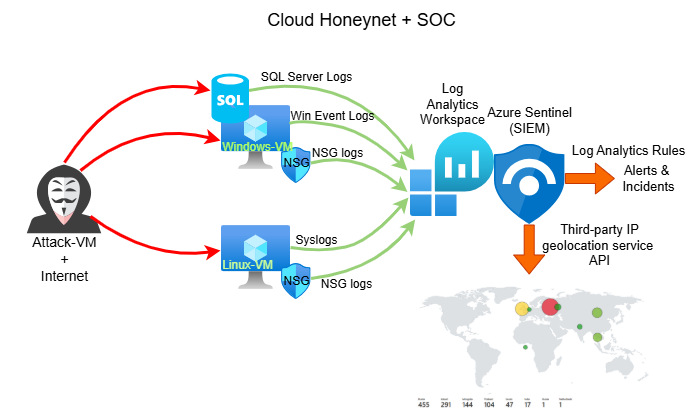 Cloud Honeynet + SOC
SQL Server Logs
SQL
Win Event Logs
Windows-VM
NSG logs
NSG
Log
Analytics
Workspace
Azure Sentinel
(SIEM)
Log Analytics Rules
Alerts &
Incidents
Attack-VM
+
Internet
Syslogs
Linux-VM
NSG
NSG logs
Third-party IP
geolocation service
API
455 291 144 104 47 17 1 1